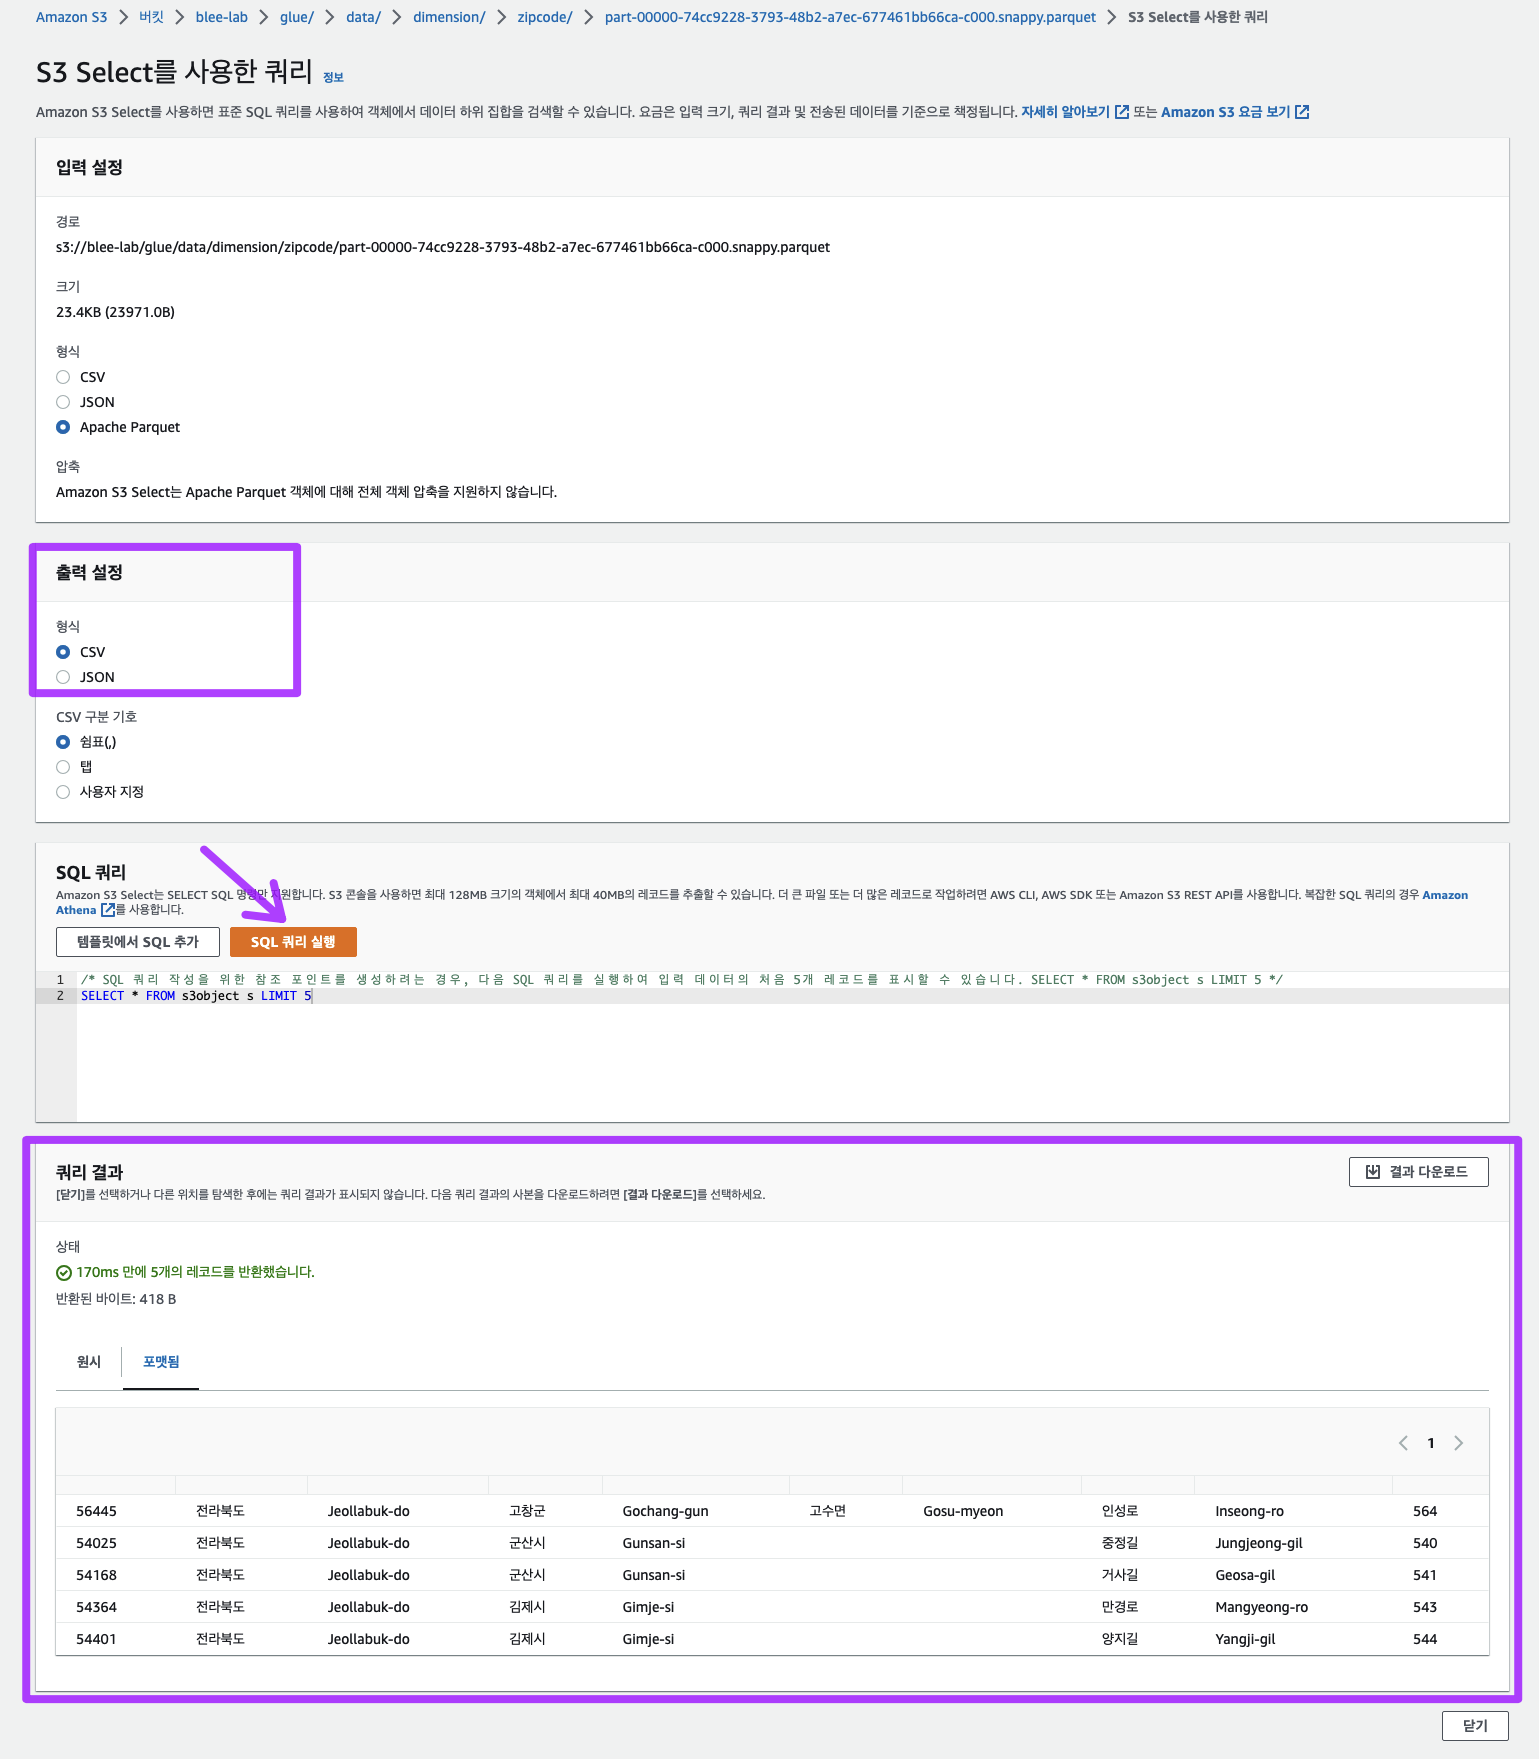 Amazon S3 > 버킷 > blee-lab > glue/ > data/ > dimension/ > zipcode/ > part-00000-74cc9228-3793-48b2-a7ec-677461bb66ca-c000.snappy.parquet > S3 Select를 사용한 쿼리
S3 Select를 사용한 쿼리 정보
Amazon S3 Select를 사용하면 표준 SQL 쿼리를 사용하여 객체에서 데이터 하위 집합을 검색할 수 있습니다. 요금은 입력 크기, 쿼리 결과 및 전송된 데이터를 기준으로 책정됩니다. 자세히 알아보기 또는 Amazon S3 요금 보기
입력 설정
경로
s3://blee-lab/glue/data/dimension/zipcode/part-00000-74cc9228-3793-48b2-a7ec-677461bb66ca-c000.snappy.parquet
크기
23.4KB (23971.0B)
형식
CSV
JSON
Apache Parquet
압축
Amazon S3 Select는 Apache Parquet 객체에 대해 전체 객체 압축을 지원하지 않습니다.
출력 설정
형식
CSV
JSON
CSV 구분 기호
쉼표(,)
탭
사용자 지정
SQL 쿼리
Amazon S3 Select는 SELECT SQL 명령만 지원합니다. S3 콘솔을 사용하면 최대 128MB 크기의 객체에서 최대 40MB의 레코드를 추출할 수 있습니다. 더 큰 파일 또는 더 많은 레코드로 작업하려면 AWS CLI, AWS SDK 또는 Amazon S3 REST API를 사용합니다. 복잡한 SQL 쿼리의 경우 Amazon
Athena 를 사용합니다.
템플릿에서 SQL 추가 SQL 쿼리 실행
1 /* SQL 쿼리 작성을 위한 참조 포인트를 생성하려는 경우, 다음 SQL 쿼리를 실행하여 입력 데이터의 처음 5개 레코드를 표시할 수 있습니다. SELECT * FROM s3object s LIMIT 5 */
2 SELECT * FROM s3object s LIMIT 5
쿼리 결과 결과 다운로드
[닫기]를 선택하거나 다른 위치를 탐색한 후에는 쿼리 결과가 표시되지 않습니다. 다음 쿼리 결과의 사본을 다운로드하려면 [결과 다운로드]를 선택하세요.
상태
170ms 만에 5개의 레코드를 반환했습니다.
반환된 바이트: 418 B
원시 포맷됨
< 1 >
56445 전라북도 Jeollabuk-do 고창군 Gochang-gun 고수면 Gosu-myeon 인성로 Inseong-ro 564
54025 전라북도 Jeollabuk-do 군산시 Gunsan-si 중정길 Jungjeong-gil 540
54168 전라북도 Jeollabuk-do 군산시 Gunsan-si 거사길 Geosa-gil 541
54364 전라북도 Jeollabuk-do 김제시 Gimje-si 만경로 Mangyeong-ro 543
54401 전라북도 Jeollabuk-do 김제시 Gimje-si 양지길 Yangji-gil 544
닫기